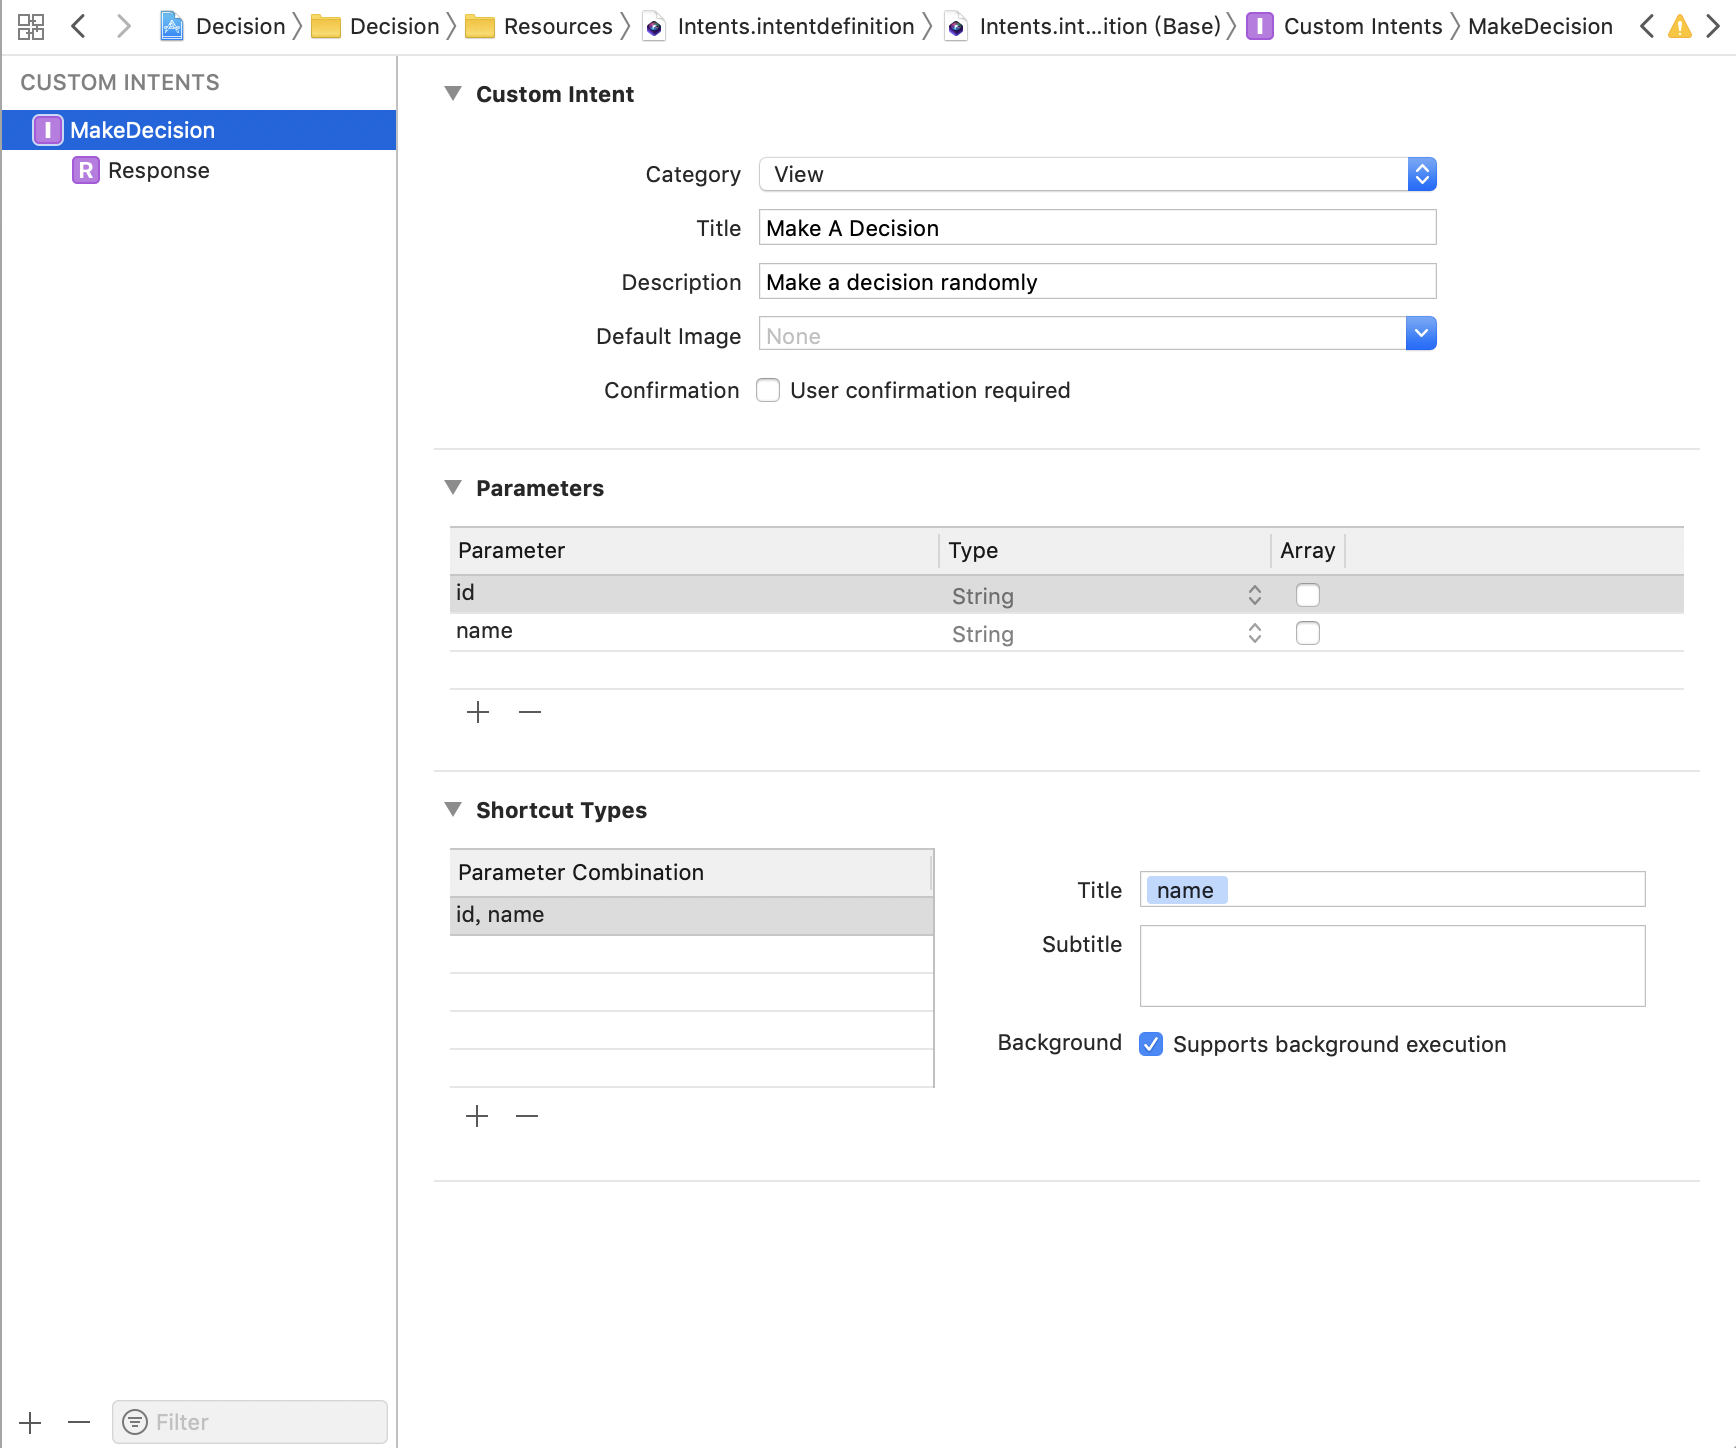 Decision Decision Resources Intents.intentdefinition Intents.int...ition (Base) I Custom Intents MakeDecision
CUSTOM INTENTS
I MakeDecision
R Response
Custom Intent
Category View
Title Make A Decision
Description Make a decision randomly
Default Image None
Confirmation User confirmation required
Parameters
Parameter Type Array
id String
name String
Shortcut Types
Parameter Combination
id, name
Title name
Subtitle
Background Supports background execution
Filter